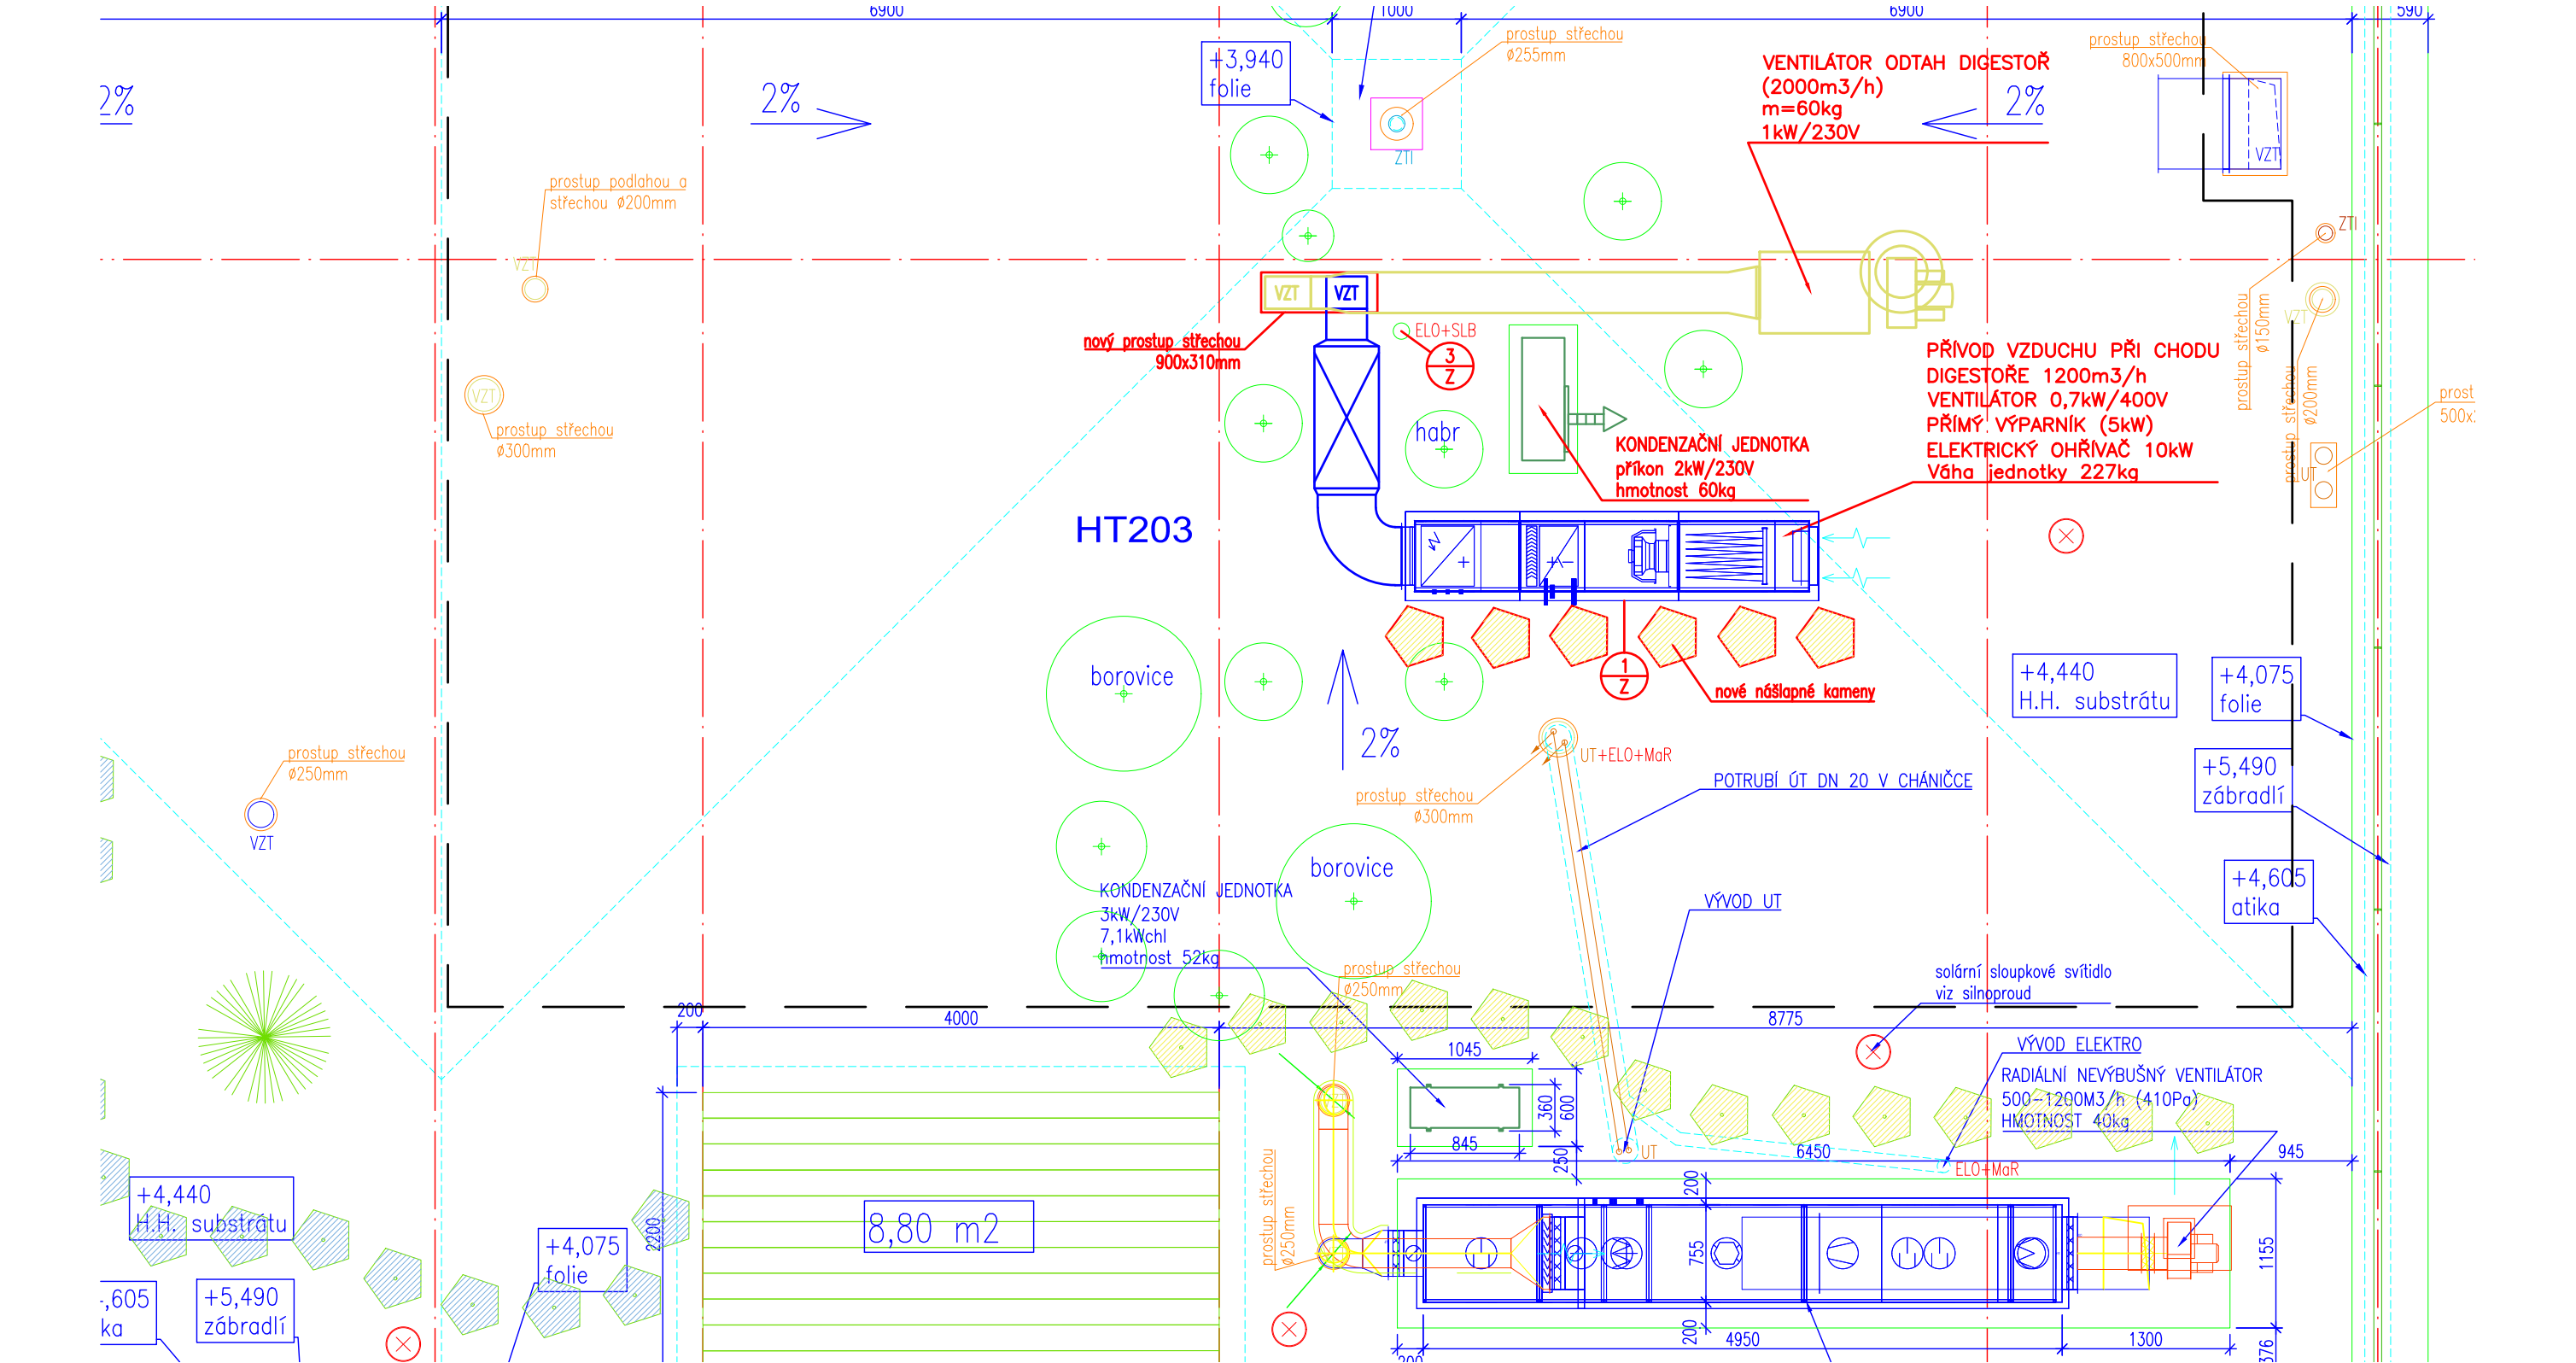 6900
1000
6900
590
2%
2%
2%
+3,940
folie
prostup střechou
ø255mm
ZTI
VENTILÁTOR ODTAH DIGESTOŘ
(2000m3/h)
m=60kg
1kW/230V
prostup střechou
800x500mm
VZT
prostup podlahou a
střechou ø200mm
VZT
VZT
prostup střechou
ø300mm
VZT
VZT
nový prostup střechou
900x310mm
ELO+SLB
3
Z
ZTI
prostup střechou
ø150mm
VZT
prostup střechou
ø200mm
UT
prost
500x
PŘÍVOD VZDUCHU PŘI CHODU
DIGESTOŘE 1200m3/h
VENTILÁTOR 0,7kW/400V
PŘÍMÝ VÝPARNÍK (5kW)
ELEKTRICKÝ OHŘÍVAČ 10kW
Váha jednotky 227kg
habr
KONDENZAČNÍ JEDNOTKA
příkon 2kW/230V
hmotnost 60kg
HT203
borovice
1
Z
nové nášlapné kameny
+4,440
H.H. substrátu
+4,075
folie
2%
UT+ELO+MaR
prostup střechou
ø300mm
POTRUBÍ ÚT DN 20 V CHÁNIČCE
+5,490
zábradlí
prostup střechou
ø250mm
VZT
borovice
KONDENZAČNÍ JEDNOTKA
3kW/230V
7,1kWchl
hmotnost 52kg
VÝVOD UT
+4,605
atika
prostup střechou
ø250mm
solární sloupkové svítidlo
viz silnoproud
200
4000
8775
1045
VÝVOD ELEKTRO
RADIÁLNÍ NEVÝBUŠNÝ VENTILÁTOR
500-1200M3/h (410Pa)
HMOTNOST 40kg
360
600
845
250
UT
6450
945
ELO+MaR
prostup střechou
ø250mm
+4,440
H.H. substrátu
2200
8,80 m2
200
755
1155
+4,075
folie
,605
ka
+5,490
zábradlí
200
4950
1300
376
200